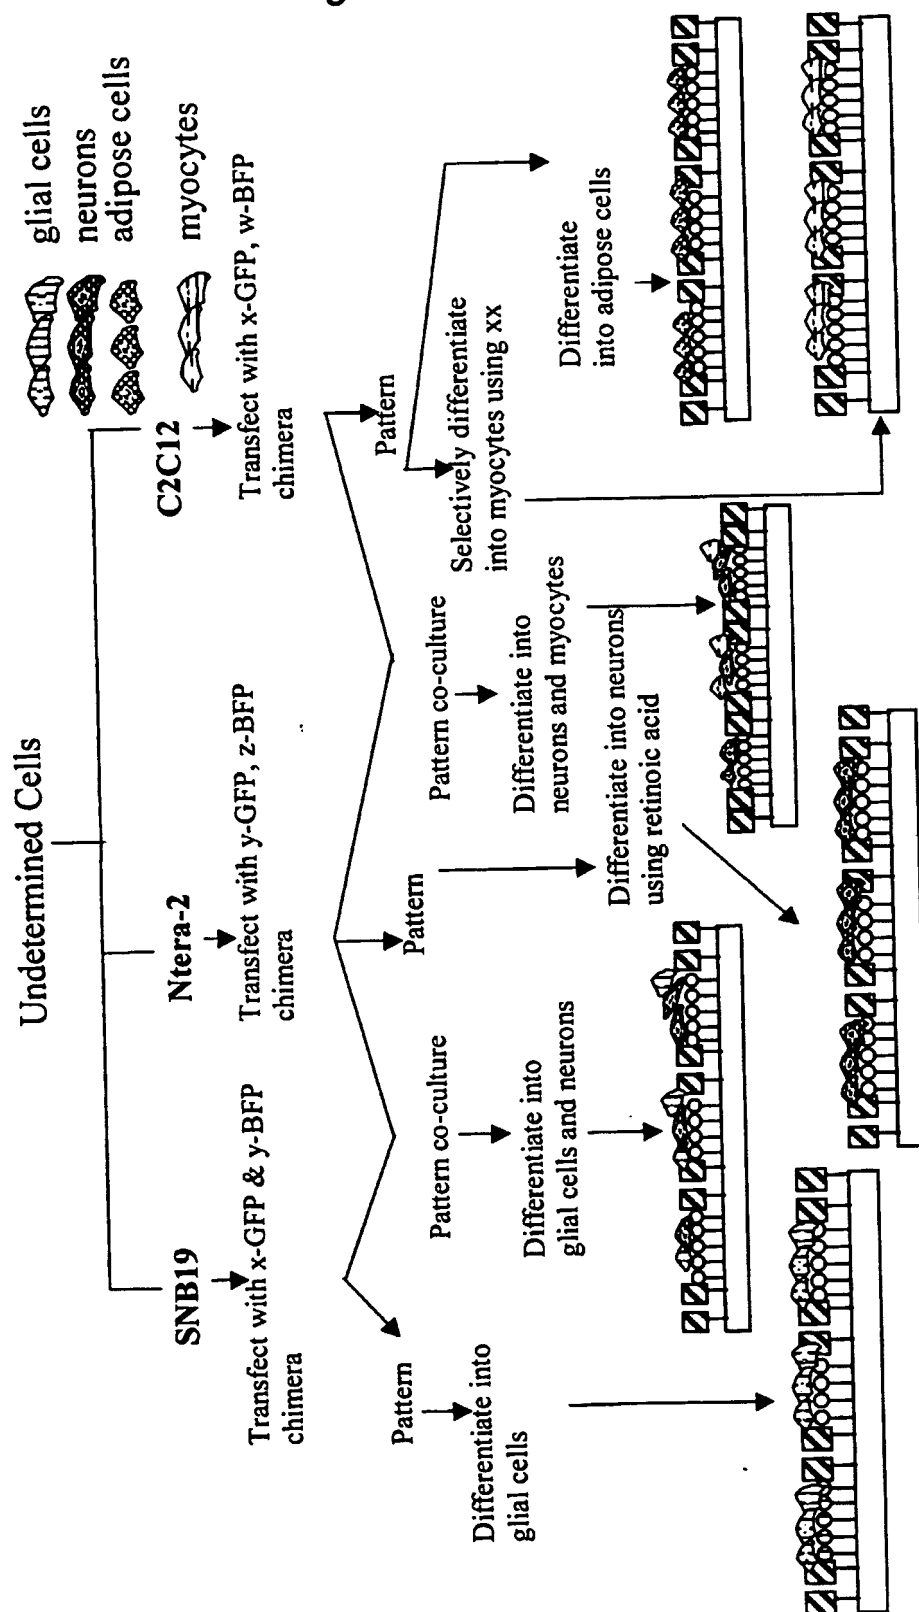 Undetermined Cells
glial cells
neurons
adipose cells
myocytes
SNB19
Transfect with x-GFP & y-BFP
chimera
Ntera-2
Transfect with y-GFP, z-BFP
chimera
C2C12
Transfect with x-GFP, w-BFP
chimera
Pattern
Differentiate into
glial cells
Pattern co-culture
Differentiate into
glial cells and neurons
Pattern
Differentiate into neurons
using retinoic acid
Pattern co-culture
Differentiate into
neurons and myocytes
Pattern
Selectively differentiate
into myocytes using xx
Differentiate
into adipose cells